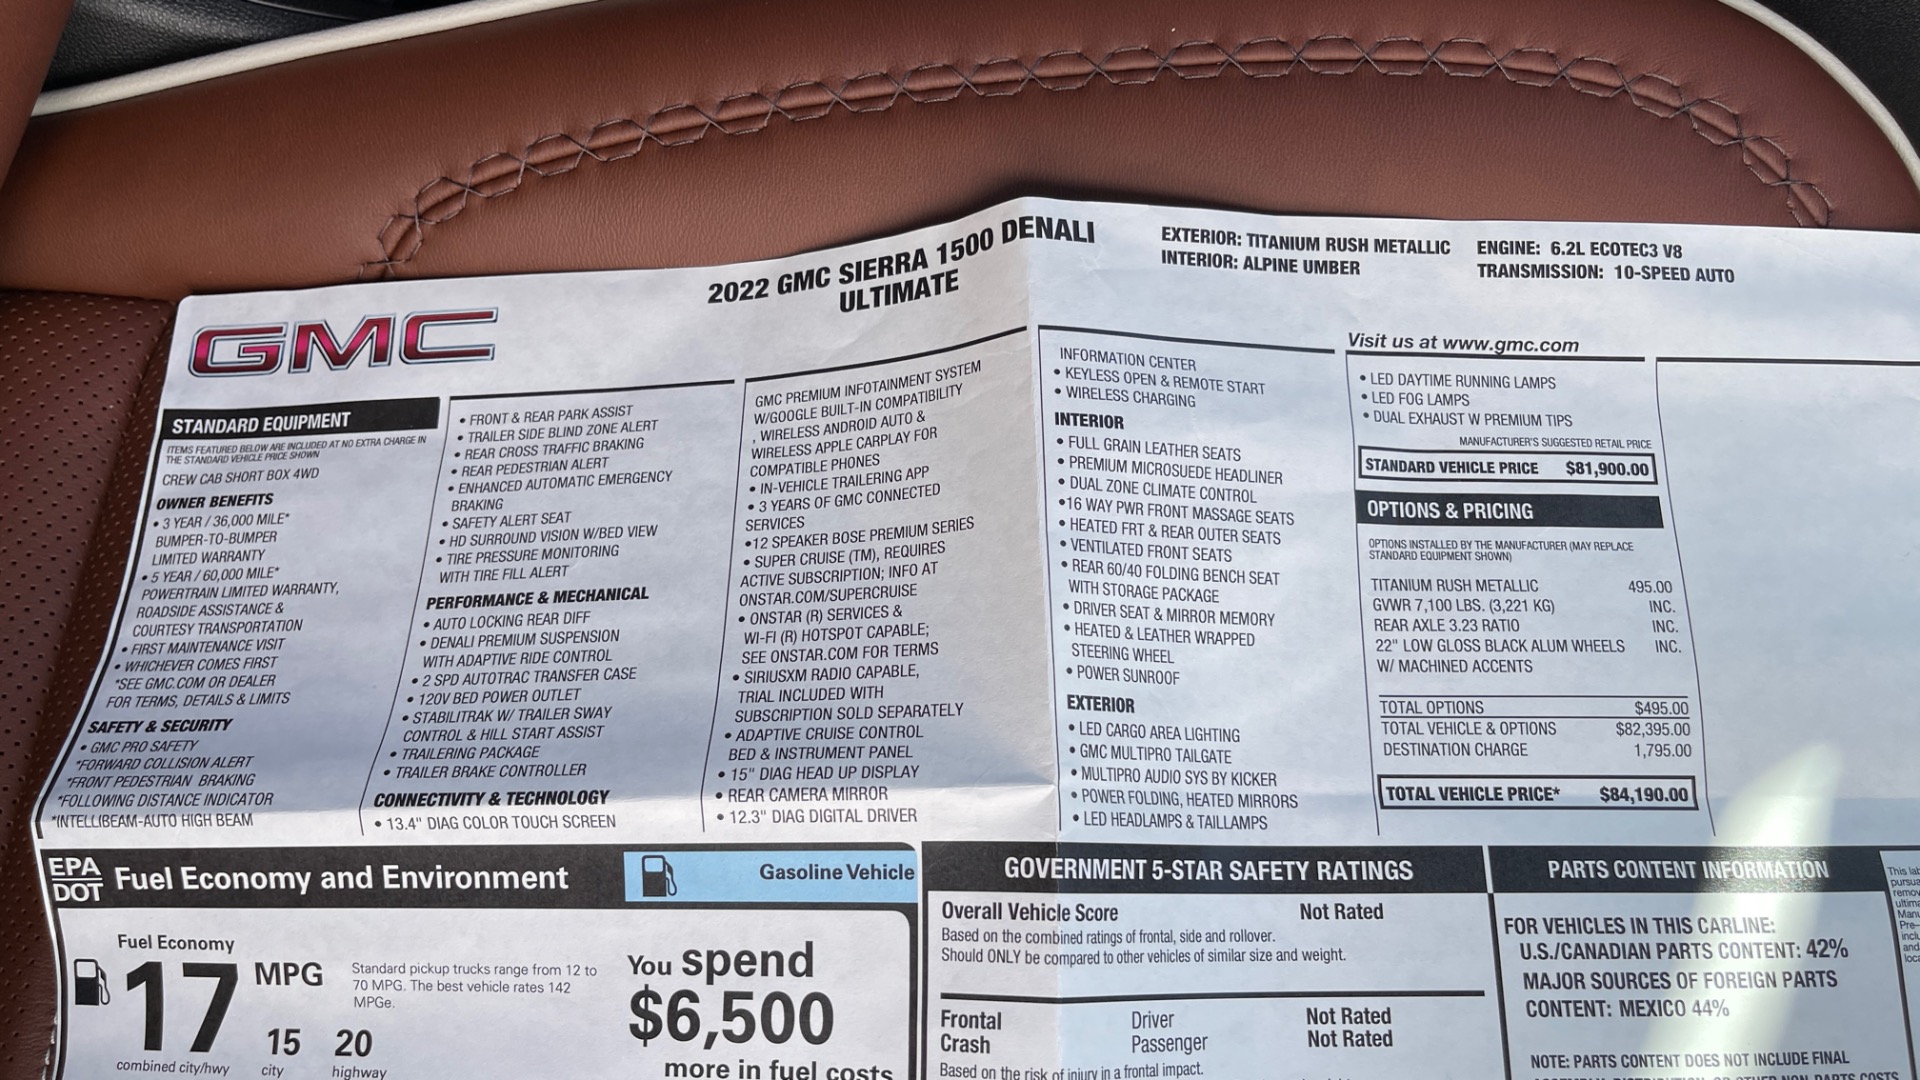 2022 GMC SIERRA 1500 DENALI
ULTIMATE
EXTERIOR: TITANIUM RUSH METALLIC
INTERIOR: ALPINE UMBER
ENGINE: 6.2L ECOTEC3 V8
TRANSMISSION: 10-SPEED AUTO
GMC
Visit us at www.gmc.com
STANDARD EQUIPMENT
ITEMS FEATURED BELOW ARE INCLUDED AT NO EXTRA CHARGE IN
THE STANDARD VEHICLE PRICE SHOWN
CREW CAB SHORT BOX 4WD
OWNER BENEFITS
• 3 YEAR / 36,000 MILE*
BUMPER-TO-BUMPER
LIMITED WARRANTY
• 5 YEAR / 60,000 MILE*
POWERTRAIN LIMITED WARRANTY,
ROADSIDE ASSISTANCE &
COURTESY TRANSPORTATION
• FIRST MAINTENANCE VISIT
• WHICHEVER COMES FIRST
*SEE GMC.COM OR DEALER
FOR TERMS, DETAILS & LIMITS
SAFETY & SECURITY
• GMC PRO SAFETY
*FORWARD COLLISION ALERT
*FRONT PEDESTRIAN BRAKING
*FOLLOWING DISTANCE INDICATOR
*INTELLIBEAM-AUTO HIGH BEAM
• FRONT & REAR PARK ASSIST
• TRAILER SIDE BLIND ZONE ALERT
• REAR CROSS TRAFFIC BRAKING
• REAR PEDESTRIAN ALERT
• ENHANCED AUTOMATIC EMERGENCY
BRAKING
• SAFETY ALERT SEAT
• HD SURROUND VISION W/BED VIEW
• TIRE PRESSURE MONITORING
WITH TIRE FILL ALERT
PERFORMANCE & MECHANICAL
• AUTO LOCKING REAR DIFF
• DENALI PREMIUM SUSPENSION
WITH ADAPTIVE RIDE CONTROL
• 2 SPD AUTOTRAC TRANSFER CASE
• 120V BED POWER OUTLET
• STABILITRAK W/ TRAILER SWAY
CONTROL & HILL START ASSIST
• TRAILERING PACKAGE
• TRAILER BRAKE CONTROLLER
CONNECTIVITY & TECHNOLOGY
• 13.4" DIAG COLOR TOUCH SCREEN
GMC PREMIUM INFOTAINMENT SYSTEM
W/GOOGLE BUILT-IN COMPATIBILITY
, WIRELESS ANDROID AUTO &
WIRELESS APPLE CARPLAY FOR
COMPATIBLE PHONES
• IN-VEHICLE TRAILERING APP
• 3 YEARS OF GMC CONNECTED
SERVICES
•12 SPEAKER BOSE PREMIUM SERIES
• SUPER CRUISE (TM), REQUIRES
ACTIVE SUBSCRIPTION; INFO AT
ONSTAR.COM/SUPERCRUISE
• ONSTAR (R) SERVICES &
WI-FI (R) HOTSPOT CAPABLE;
SEE ONSTAR.COM FOR TERMS
• SIRIUSXM RADIO CAPABLE,
TRIAL INCLUDED WITH
SUBSCRIPTION SOLD SEPARATELY
• ADAPTIVE CRUISE CONTROL
BED & INSTRUMENT PANEL
• 15" DIAG HEAD UP DISPLAY
• REAR CAMERA MIRROR
• 12.3" DIAG DIGITAL DRIVER
INFORMATION CENTER
• KEYLESS OPEN & REMOTE START
• WIRELESS CHARGING
INTERIOR
• FULL GRAIN LEATHER SEATS
• PREMIUM MICROSUEDE HEADLINER
• DUAL ZONE CLIMATE CONTROL
•16 WAY PWR FRONT MASSAGE SEATS
• HEATED FRT & REAR OUTER SEATS
• VENTILATED FRONT SEATS
• REAR 60/40 FOLDING BENCH SEAT
WITH STORAGE PACKAGE
• DRIVER SEAT & MIRROR MEMORY
• HEATED & LEATHER WRAPPED
STEERING WHEEL
• POWER SUNROOF
EXTERIOR
• LED CARGO AREA LIGHTING
• GMC MULTIPRO TAILGATE
• MULTIPRO AUDIO SYS BY KICKER
• POWER FOLDING, HEATED MIRRORS
• LED HEADLAMPS & TAILLAMPS
• LED DAYTIME RUNNING LAMPS
• LED FOG LAMPS
• DUAL EXHAUST W PREMIUM TIPS
MANUFACTURER'S SUGGESTED RETAIL PRICE
STANDARD VEHICLE PRICE $81,900.00
OPTIONS & PRICING
OPTIONS INSTALLED BY THE MANUFACTURER (MAY REPLACE
STANDARD EQUIPMENT SHOWN)
TITANIUM RUSH METALLIC 495.00
GVWR 7,100 LBS. (3,221 KG) INC.
REAR AXLE 3.23 RATIO INC.
22" LOW GLOSS BLACK ALUM WHEELS INC.
W/ MACHINED ACCENTS
TOTAL OPTIONS $495.00
TOTAL VEHICLE & OPTIONS $82,395.00
DESTINATION CHARGE 1,795.00
TOTAL VEHICLE PRICE* $84,190.00
EPA
DOT
Fuel Economy and Environment
Gasoline Vehicle
Fuel Economy
17 MPG
15 20
combined city/hwy city highway
Standard pickup trucks range from 12 to
70 MPG. The best vehicle rates 142
MPGe.
You spend
$6,500
more in fuel costs
GOVERNMENT 5-STAR SAFETY RATINGS
Overall Vehicle Score Not Rated
Based on the combined ratings of frontal, side and rollover.
Should ONLY be compared to other vehicles of similar size and weight.
Frontal Driver Not Rated
Crash Passenger Not Rated
Based on the risk of injury in a frontal impact.
PARTS CONTENT INFORMATION
FOR VEHICLES IN THIS CARLINE:
U.S./CANADIAN PARTS CONTENT: 42%
MAJOR SOURCES OF FOREIGN PARTS
CONTENT: MEXICO 44%
NOTE: PARTS CONTENT DOES NOT INCLUDE FINAL